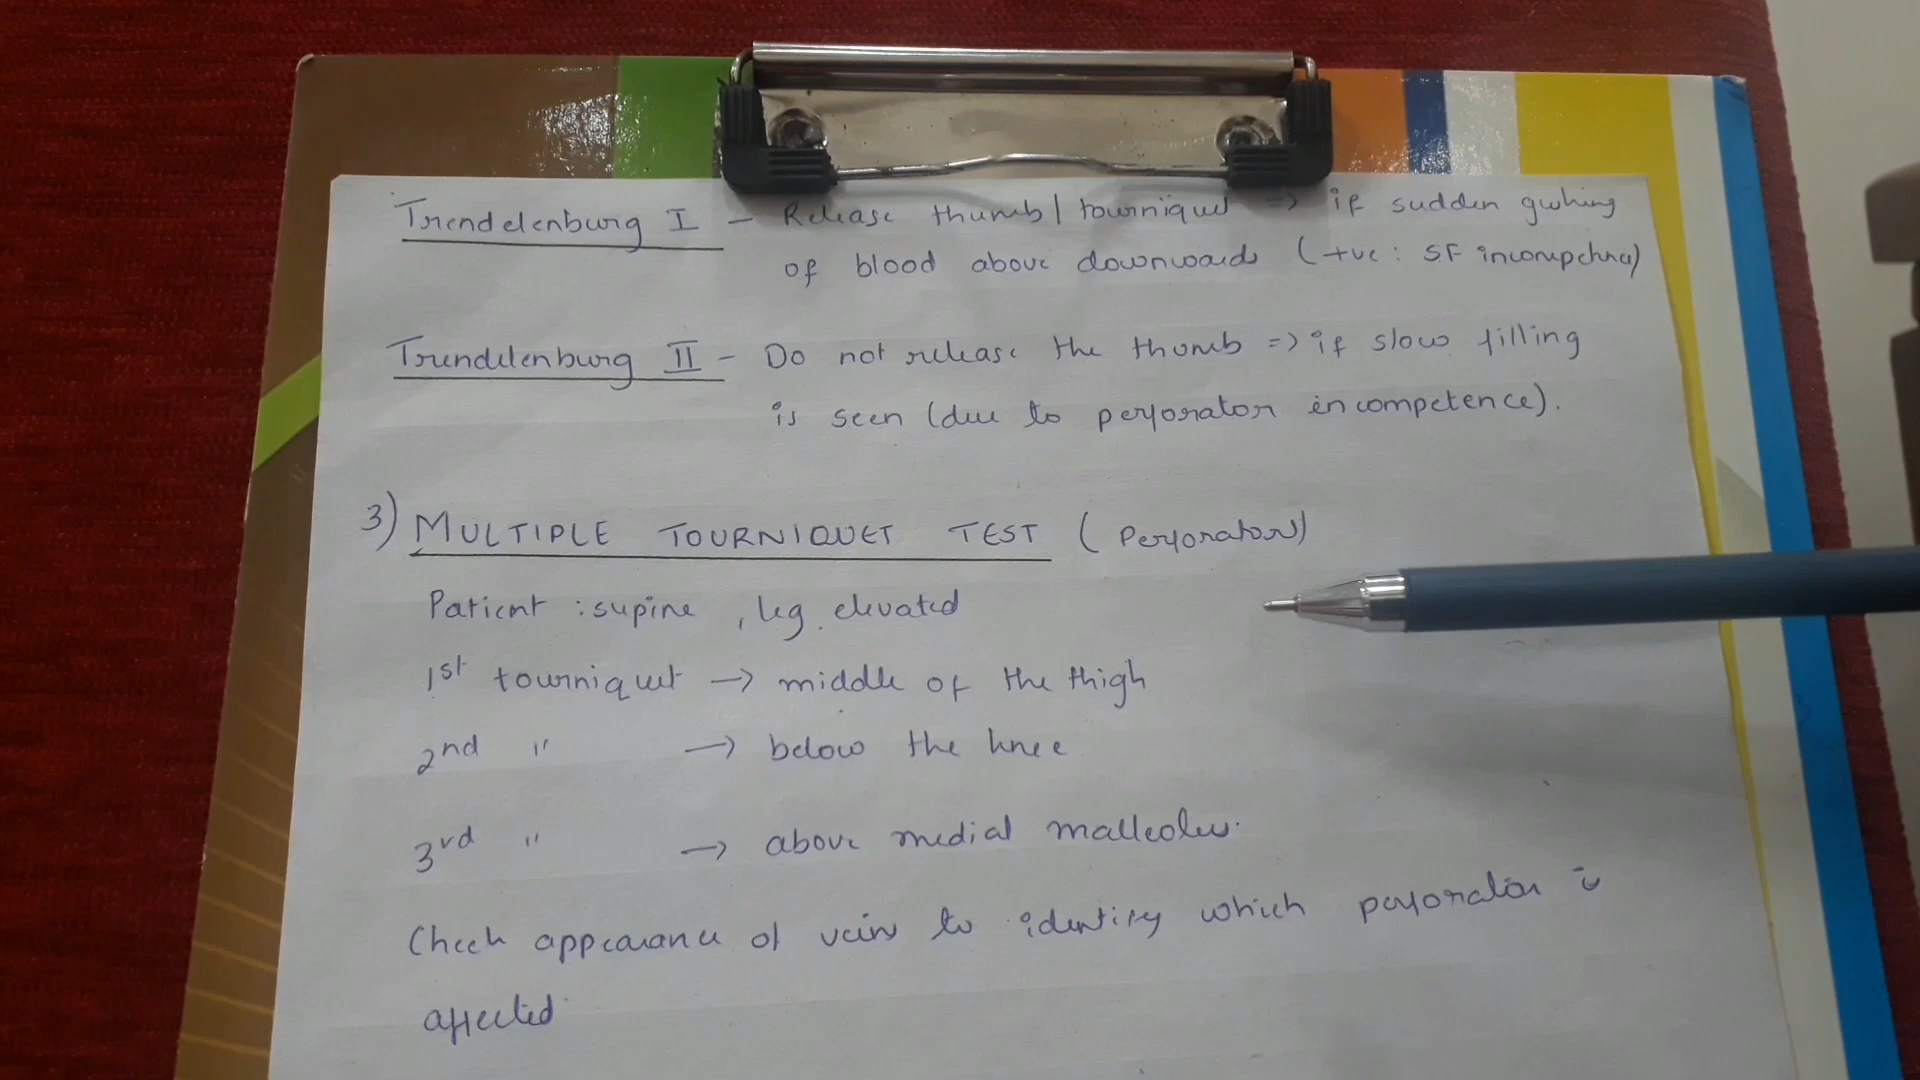 Trendelenburg I - Release thumb/tourniquet => if sudden gushing
of blood above downwards (+ve: SF incompetence)
Trendelenburg II - Do not release the thumb => if slow filling
is seen (due to perforator incompetence).
3) MULTIPLE TOURNIQUET TEST (Perforators)
Patient : supine, leg elevated
1st tourniquet → middle of the thigh
2nd " → below the knee
3rd " → above medial malleolus.
Check appearance of veins to identify which perforator is
affected